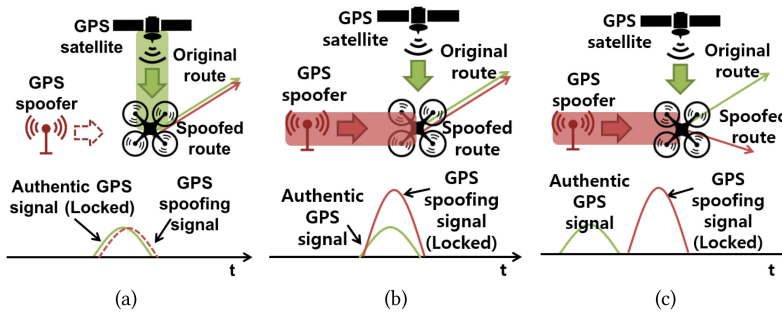 GPS
satellite
Original
route
GPS
spoofer
Spoofed
route
Authentic GPS
signal (Locked)
GPS
spoofing
signal
t
(a)
GPS
satellite
Original
route
GPS
spoofer
Spoofed
route
Authentic
GPS
signal
GPS
spoofing
signal
(Locked)
t
(b)
GPS
satellite
Original
route
GPS
spoofer
Spoofed
route
Authentic
GPS signal
GPS
spoofing
signal
(Locked)
t
(c)